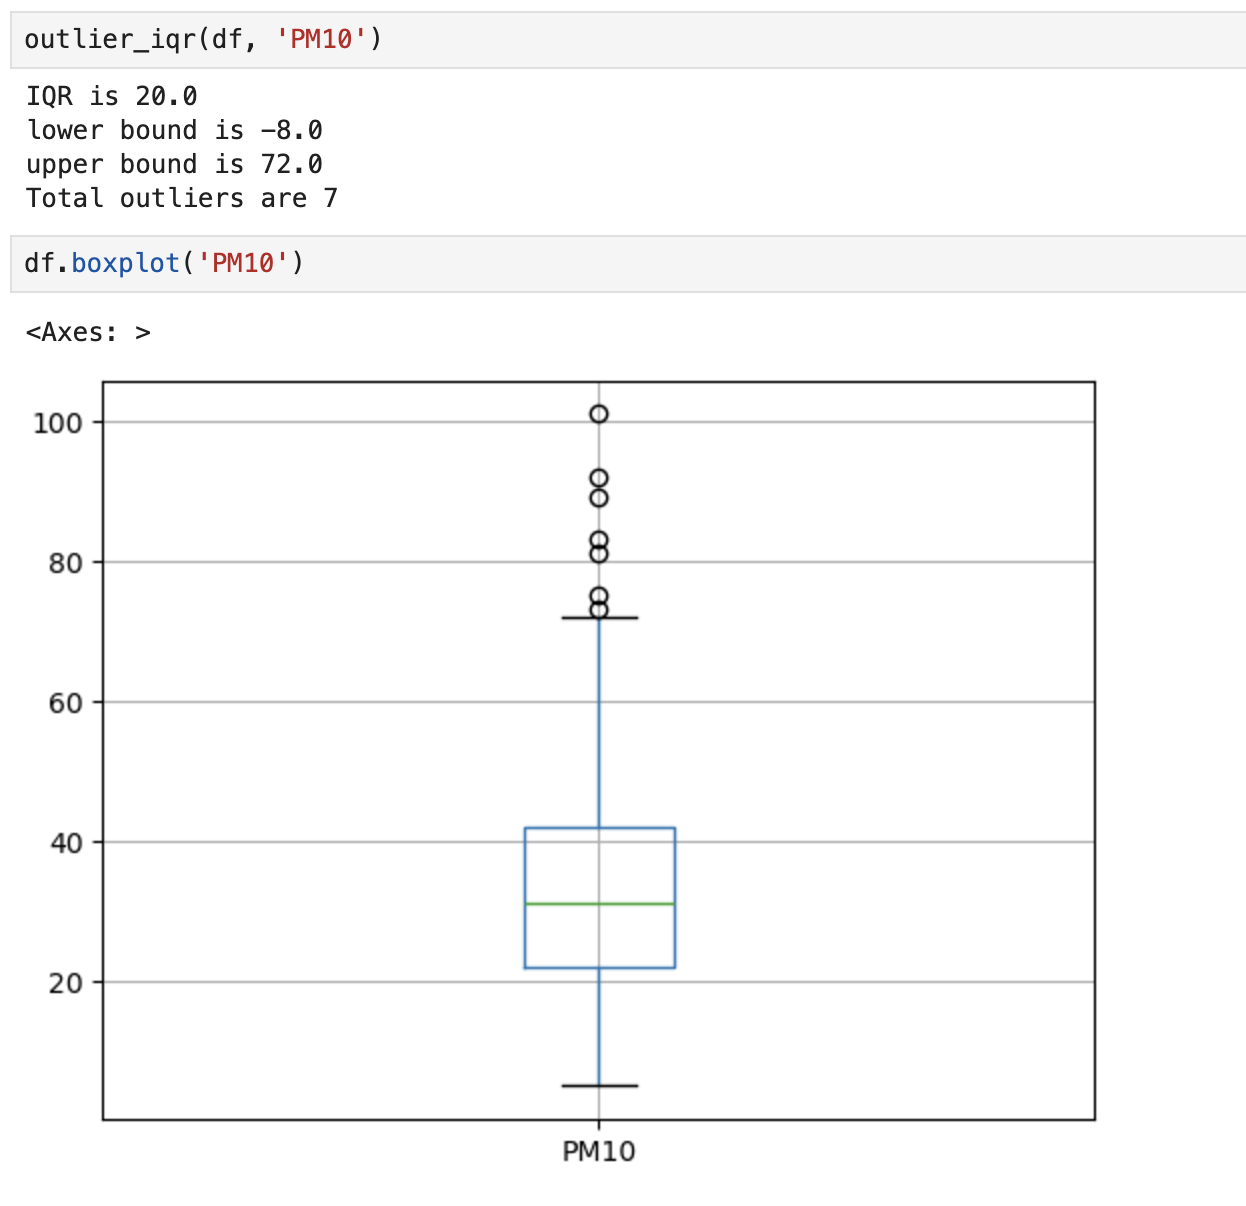 outlier_iqr(df, 'PM10')
IQR is 20.0
lower bound is -8.0
upper bound is 72.0
Total outliers are 7
df.boxplot('PM10')
<Axes: >
100
80
60
40
20
PM10